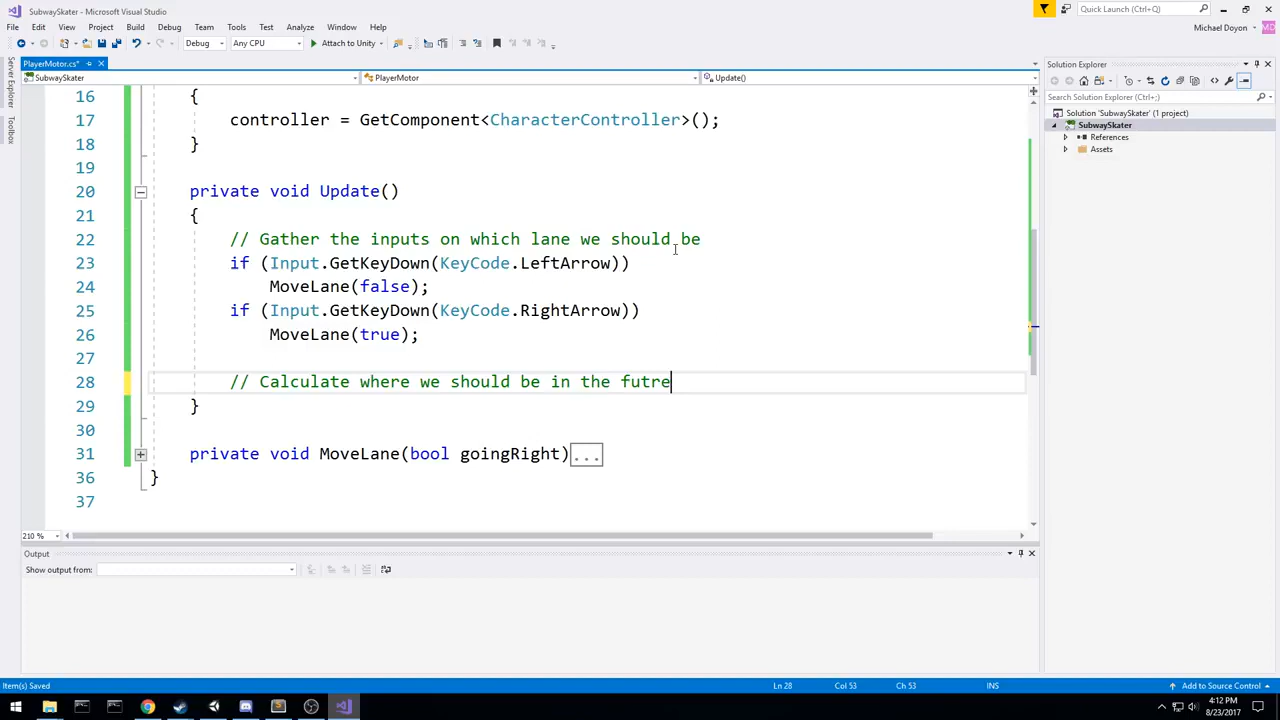 SubwaySkater - Microsoft Visual Studio
Quick Launch (Ctrl+Q)
File Edit View Project Build Debug Team Tools Test Analyze Window Help
Michael Doyon
MD
Debug Any CPU Attach to Unity
Server Explorer
Toolbox
PlayerMotor.cs*
SubwaySkater PlayerMotor Update()
16 {
17 controller = GetComponent<CharacterController>();
18 }
19
20 private void Update()
21 {
22 // Gather the inputs on which lane we should be
23 if (Input.GetKeyDown(KeyCode.LeftArrow))
24 MoveLane(false);
25 if (Input.GetKeyDown(KeyCode.RightArrow))
26 MoveLane(true);
27
28 // Calculate where we should be in the futre
29 }
30
31 private void MoveLane(bool goingRight)...
36 }
37
210 %
Output
Show output from:
Solution Explorer
Search Solution Explorer (Ctrl+;)
Solution 'SubwaySkater' (1 project)
SubwaySkater
References
Assets
Item(s) Saved Ln 28 Col 53 Ch 53 INS Add to Source Control
4:12 PM
8/23/2017